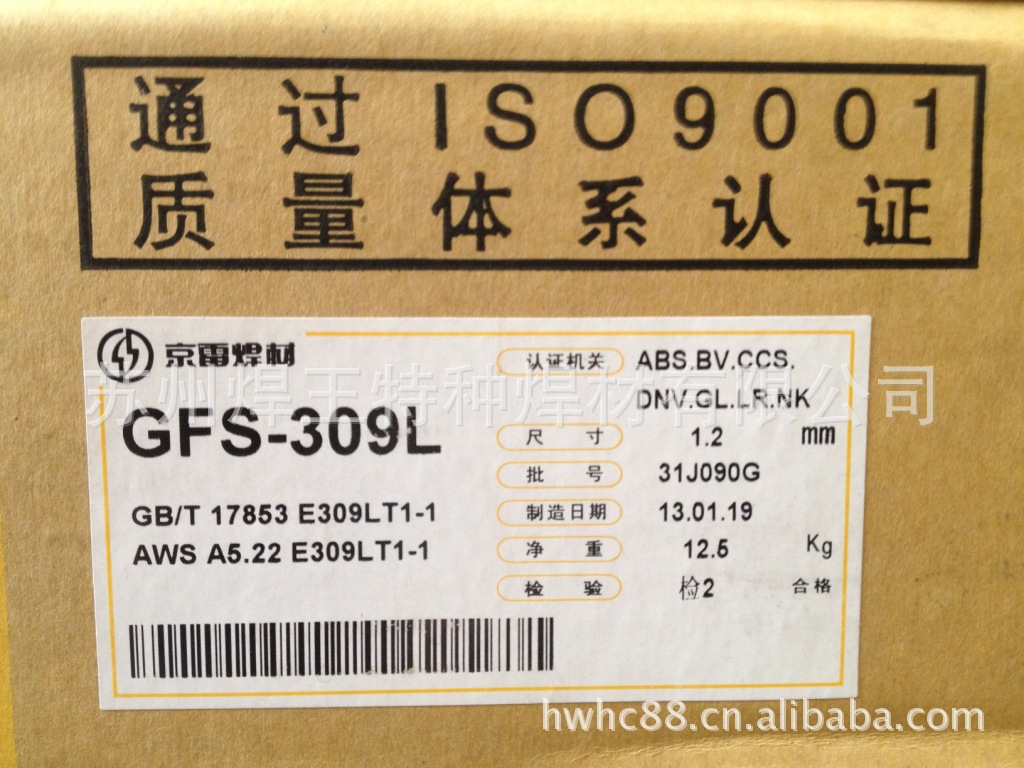 通过ISO9001
质量体系认证
京雷焊材
GFS-309L
GB/T 17853 E309LT1-1
AWS A5.22 E309LT1-1
认证机关 ABS.BV.CCS.
DNV.GL.LR.NK
尺寸 1.2 mm
批号 31J090G
制造日期 13.01.19
净重 12.5 Kg
检验 检2 合格
苏州焊王特种焊材有限公司
hwhc88.cn.alibaba.com